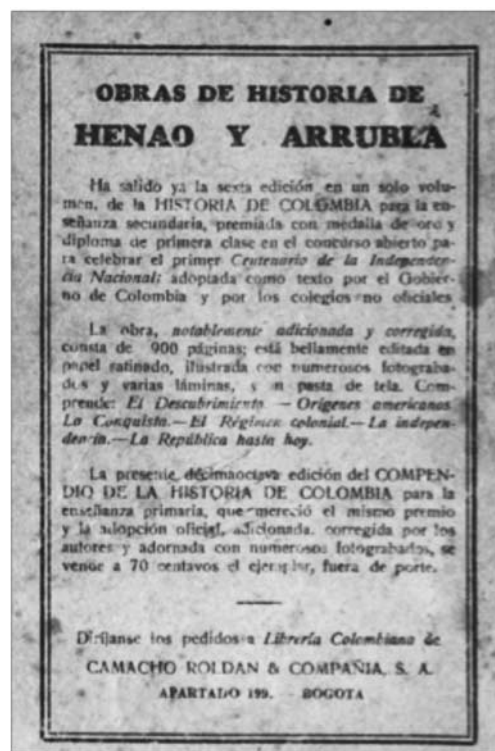 OBRAS DE HISTORIA DE
HENAO Y ARRUBLA
Ha salido ya la sexta edición en un solo volu-
men, de la HISTORIA DE COLOMBIA para la en-
señanza secundaria, premiada con medalla de oro y
diploma de primera clase en el concurso abierto pa-
ra celebrar el primer Centenario de la Independen-
cia Nacional; adoptada como texto por el Gobier-
no de Colombia y por los colegios no oficiales
La obra, notablemente adicionada y corregida,
consta de 900 páginas; está bellamente editada en
papel satinado, ilustrada con numerosos fotograba-
dos y varias láminas, y en pasta de tela. Com-
prende: El Descubrimiento — Orígenes americanos
La Conquista.—El Régimen colonial.—La indepen-
dencia.—La República hasta hoy.
La presente décimaoctava edición del COMPEN-
DIO DE LA HISTORIA DE COLOMBIA para la
enseñanza primaria, que mereció el mismo premio
y la adopción oficial, adicionada, corregida por los
autores y adornada con numerosos fotograbados, se
vende a 70 centavos el ejemplar, fuera de porte.
Diríjanse los pedidos a Librería Colombiana de
CAMACHO ROLDAN & COMPAÑIA, S. A.
APARTADO 199. - BOGOTA